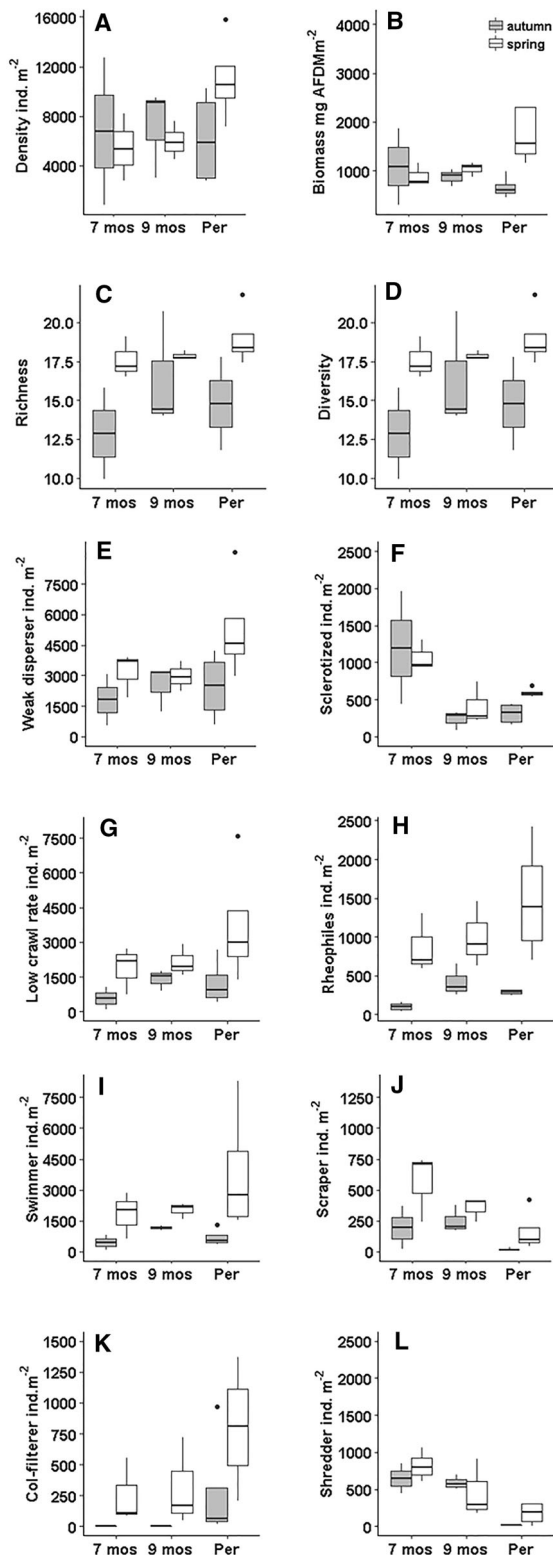 A
Density ind. m-2
16000
12000
8000
4000
7 mos 9 mos Per
B
autumn
spring
Biomass mg AFDMm-2
4000
3000
2000
1000
7 mos 9 mos Per
C
Richness
20.0
17.5
15.0
12.5
10.0
7 mos 9 mos Per
D
Diversity
20.0
17.5
15.0
12.5
10.0
7 mos 9 mos Per
E
Weak disperser ind. m-2
7500
6000
4500
3000
1500
0
7 mos 9 mos Per
F
Sclerotized ind. m-2
2500
2000
1500
1000
500
0
7 mos 9 mos Per
G
Low crawl rate ind. m-2
7500
6000
4500
3000
1500
0
7 mos 9 mos Per
H
Rheophiles ind. m-2
2500
2000
1500
1000
500
0
7 mos 9 mos Per
I
Swimmer ind.m-2
7500
6000
4500
3000
1500
0
7 mos 9 mos Per
J
Scraper ind.m-2
1250
1000
750
500
250
0
7 mos 9 mos Per
K
Col-filterer ind.m-2
1500
1250
1000
750
500
250
0
7 mos 9 mos Per
L
Shredder ind.m-2
2500
2000
1500
1000
500
0
7 mos 9 mos Per